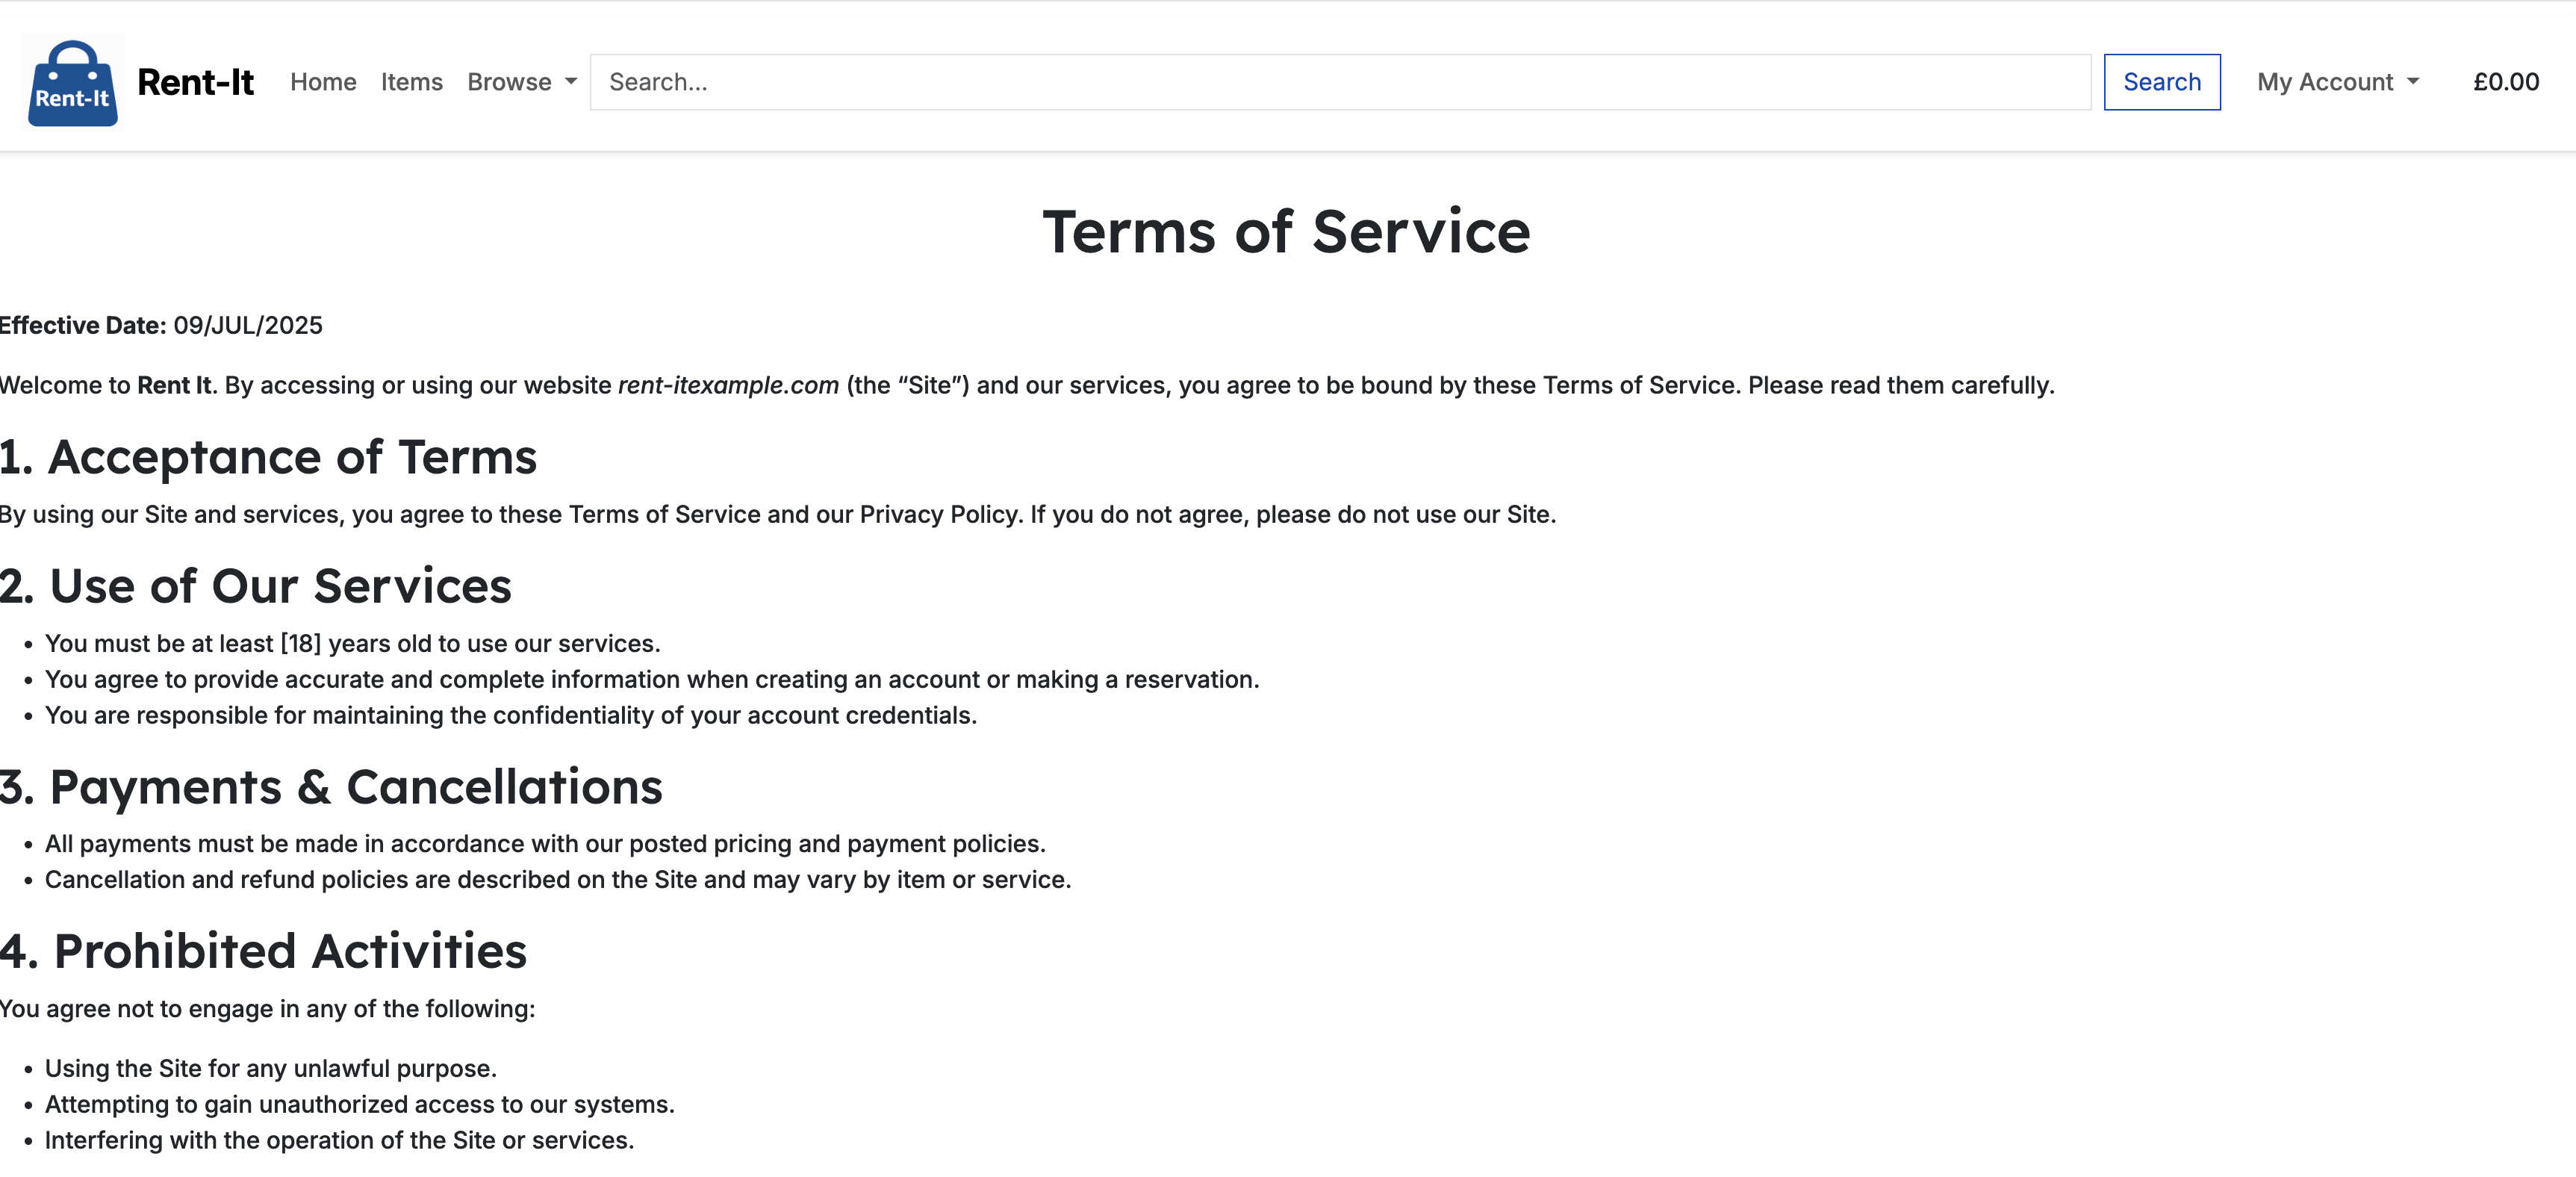 Rent-It
Rent-It
Home Items Browse
Search...
Search
My Account
£0.00
Terms of Service
Effective Date: 09/JUL/2025
Welcome to Rent It. By accessing or using our website rent-itexample.com (the “Site”) and our services, you agree to be bound by these Terms of Service. Please read them carefully.
1. Acceptance of Terms
By using our Site and services, you agree to these Terms of Service and our Privacy Policy. If you do not agree, please do not use our Site.
2. Use of Our Services
• You must be at least [18] years old to use our services.
• You agree to provide accurate and complete information when creating an account or making a reservation.
• You are responsible for maintaining the confidentiality of your account credentials.
3. Payments & Cancellations
• All payments must be made in accordance with our posted pricing and payment policies.
• Cancellation and refund policies are described on the Site and may vary by item or service.
4. Prohibited Activities
You agree not to engage in any of the following:
• Using the Site for any unlawful purpose.
• Attempting to gain unauthorized access to our systems.
• Interfering with the operation of the Site or services.